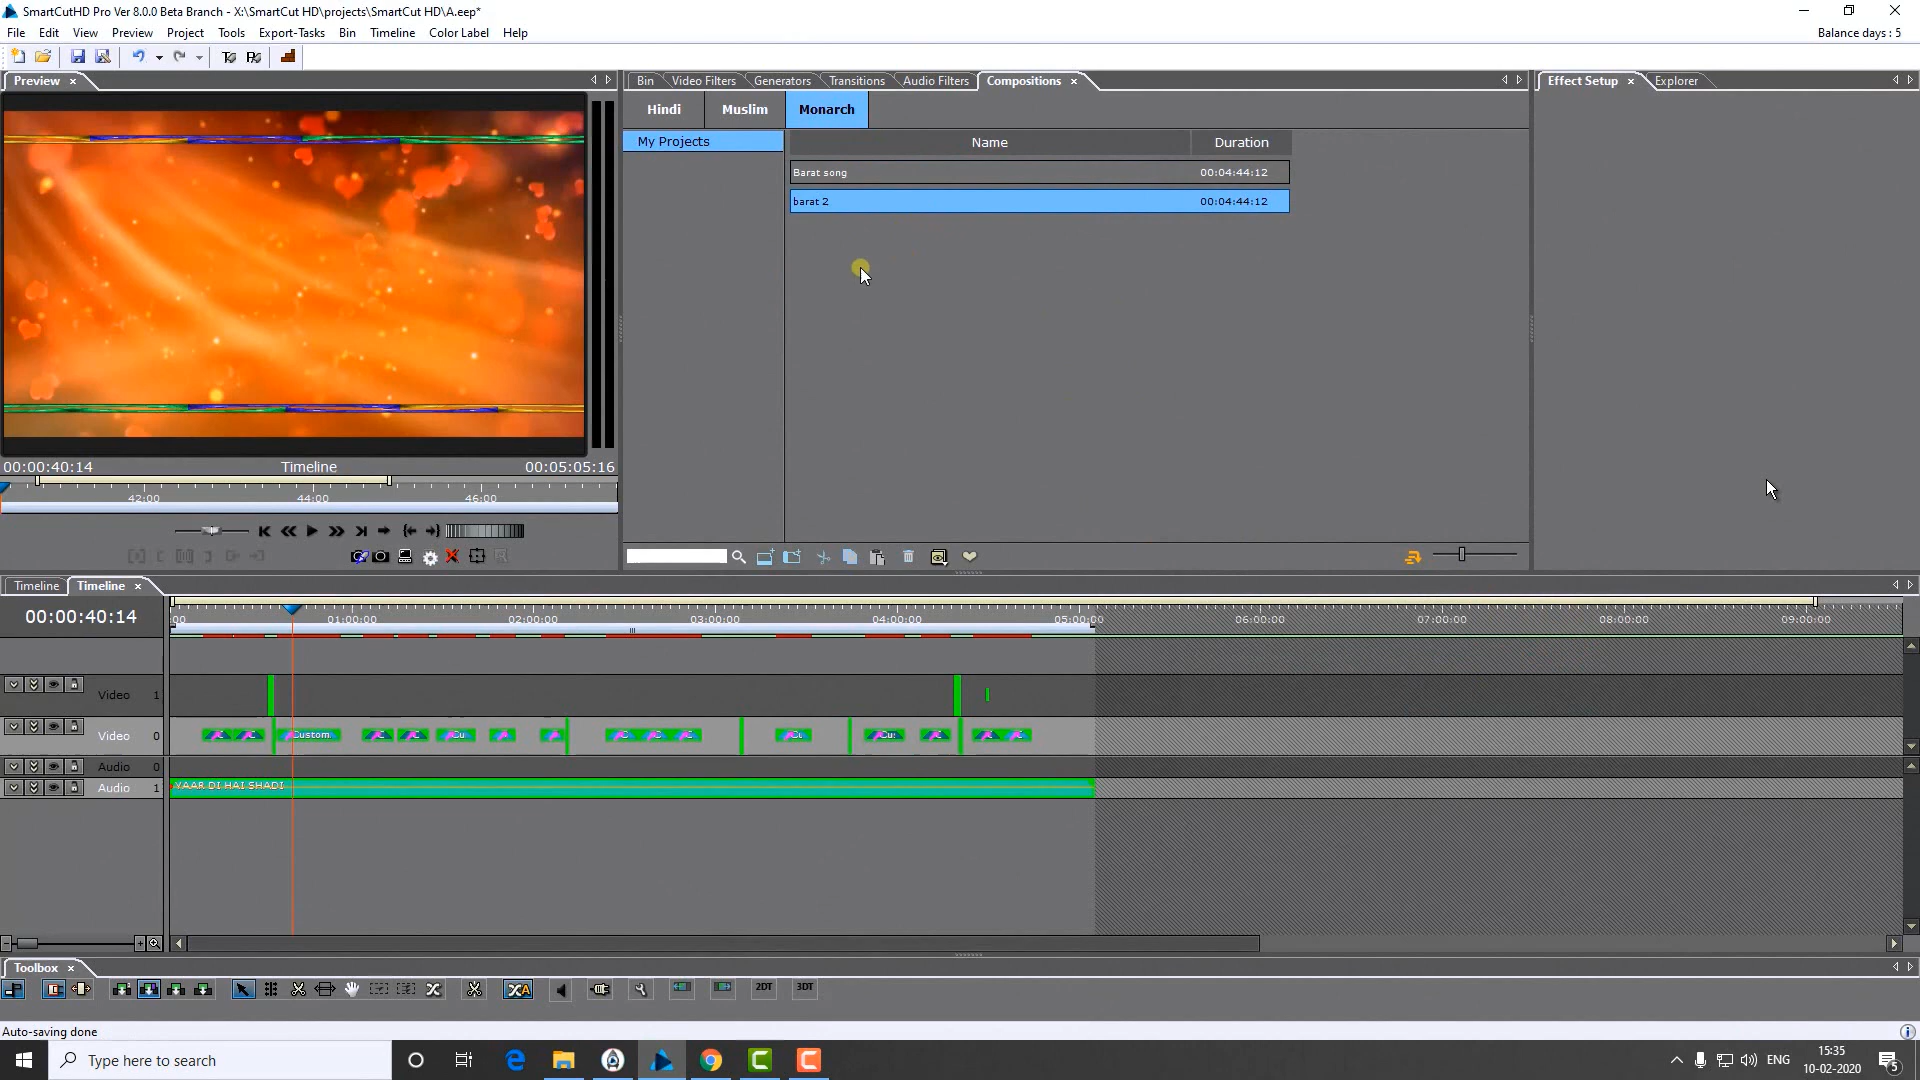 SmartCutHD Pro Ver 8.0.0 Beta Branch - X:\SmartCut HD\projects\SmartCut HD\A.eep*
File Edit View Preview Project Tools Export-Tasks Bin Timeline Color Label Help
Balance days : 5
Preview
Bin Video Filters Generators Transitions Audio Filters Compositions
Effect Setup Explorer
Hindi Muslim Monarch
My Projects
Name Duration
Barat song 00:04:44:12
barat 2 00:04:44:12
00:00:40:14 Timeline 00:05:05:16
42:00 44:00 46:00
Timeline Timeline
00:00:40:14
:00 01:00:00 02:00:00 03:00:00 04:00:00 05:00:00 06:00:00 07:00:00 08:00:00 09:00:00
Video 1
Video 0
Custom
Cu
Audio 0
Audio 1
YAAR DI HAI SHADI
Toolbox
XA 2DT 3DT
Auto-saving done
Type here to search
ENG
15:35
10-02-2020
5